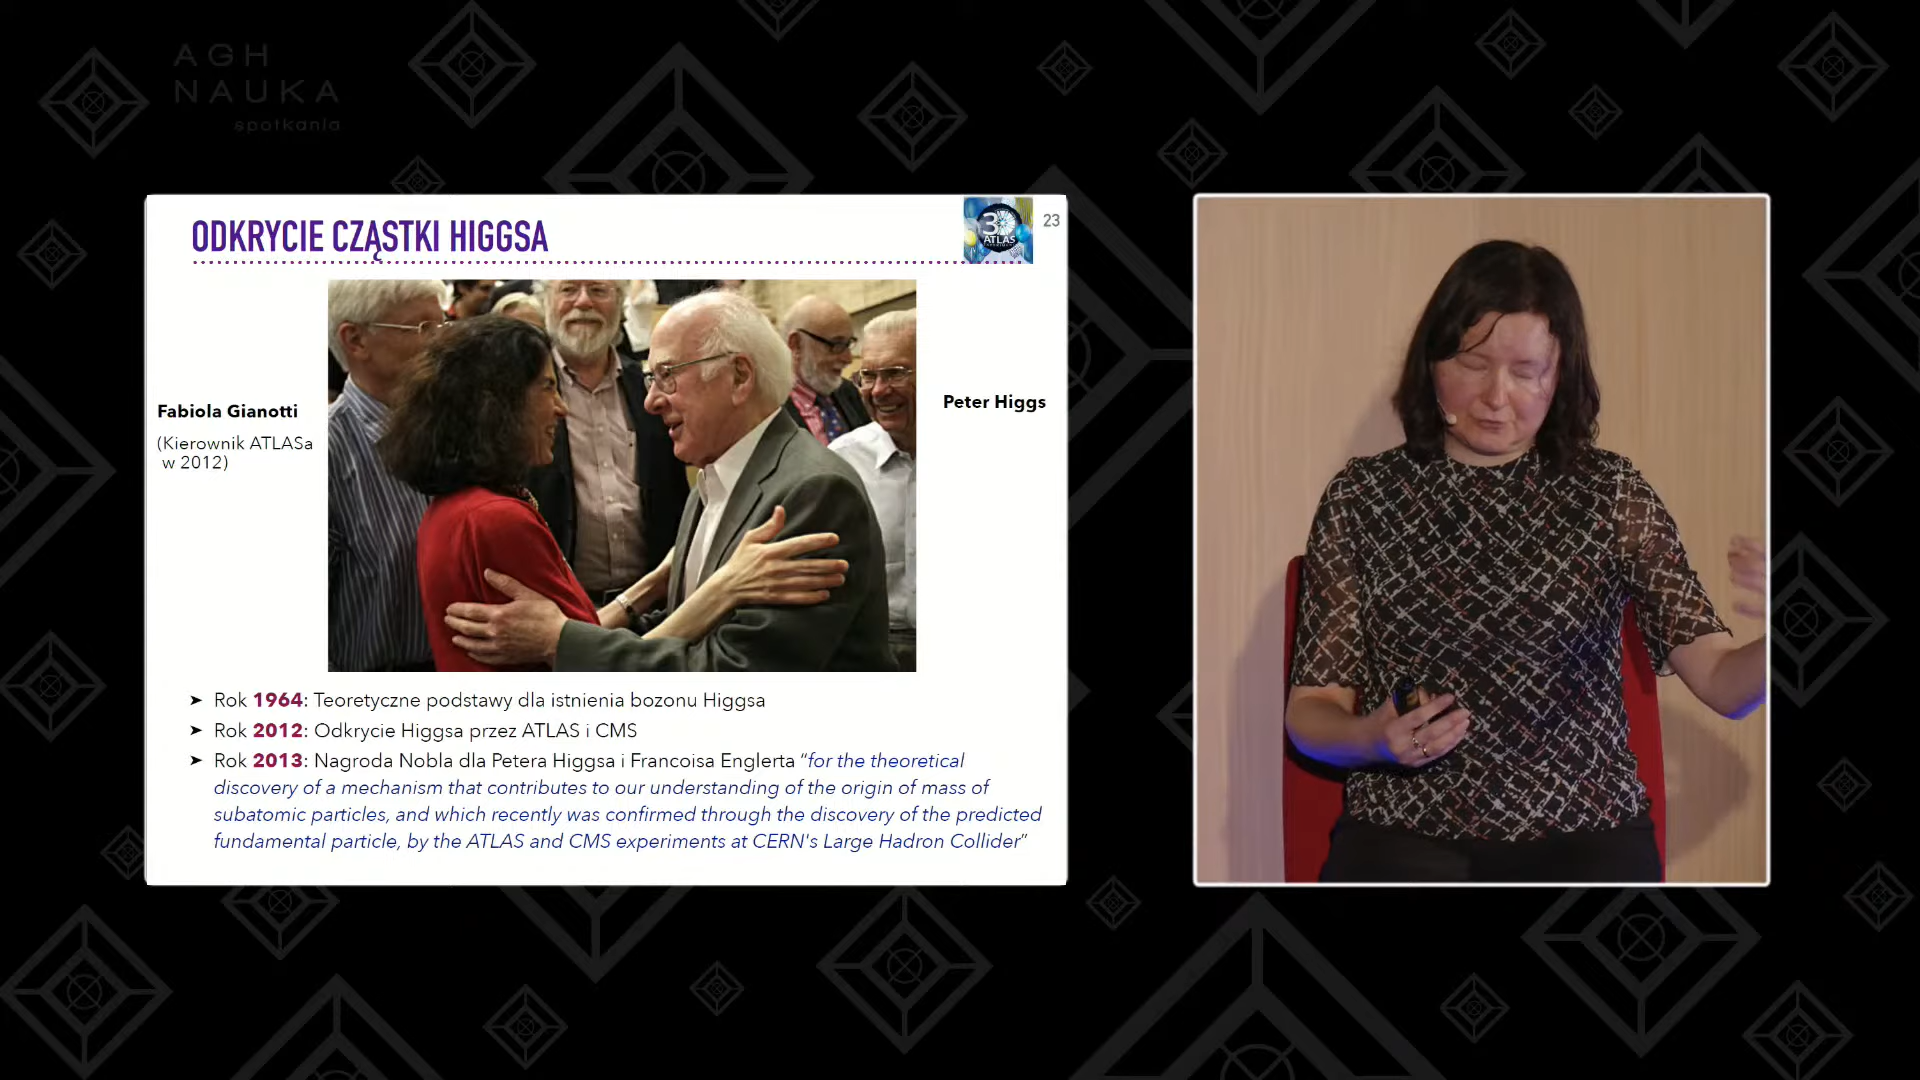 AGH
NAUKA
spotkania
ODKRYCIE CZĄSTKI HIGGSA
30
ATLAS
23
Fabiola Gianotti
(Kierownik ATLASa
w 2012)
Peter Higgs
➤ Rok 1964: Teoretyczne podstawy dla istnienia bozonu Higgsa
➤ Rok 2012: Odkrycie Higgsa przez ATLAS i CMS
➤ Rok 2013: Nagroda Nobla dla Petera Higgsa i Francoisa Englerta “for the theoretical
discovery of a mechanism that contributes to our understanding of the origin of mass of
subatomic particles, and which recently was confirmed through the discovery of the predicted
fundamental particle, by the ATLAS and CMS experiments at CERN's Large Hadron Collider”